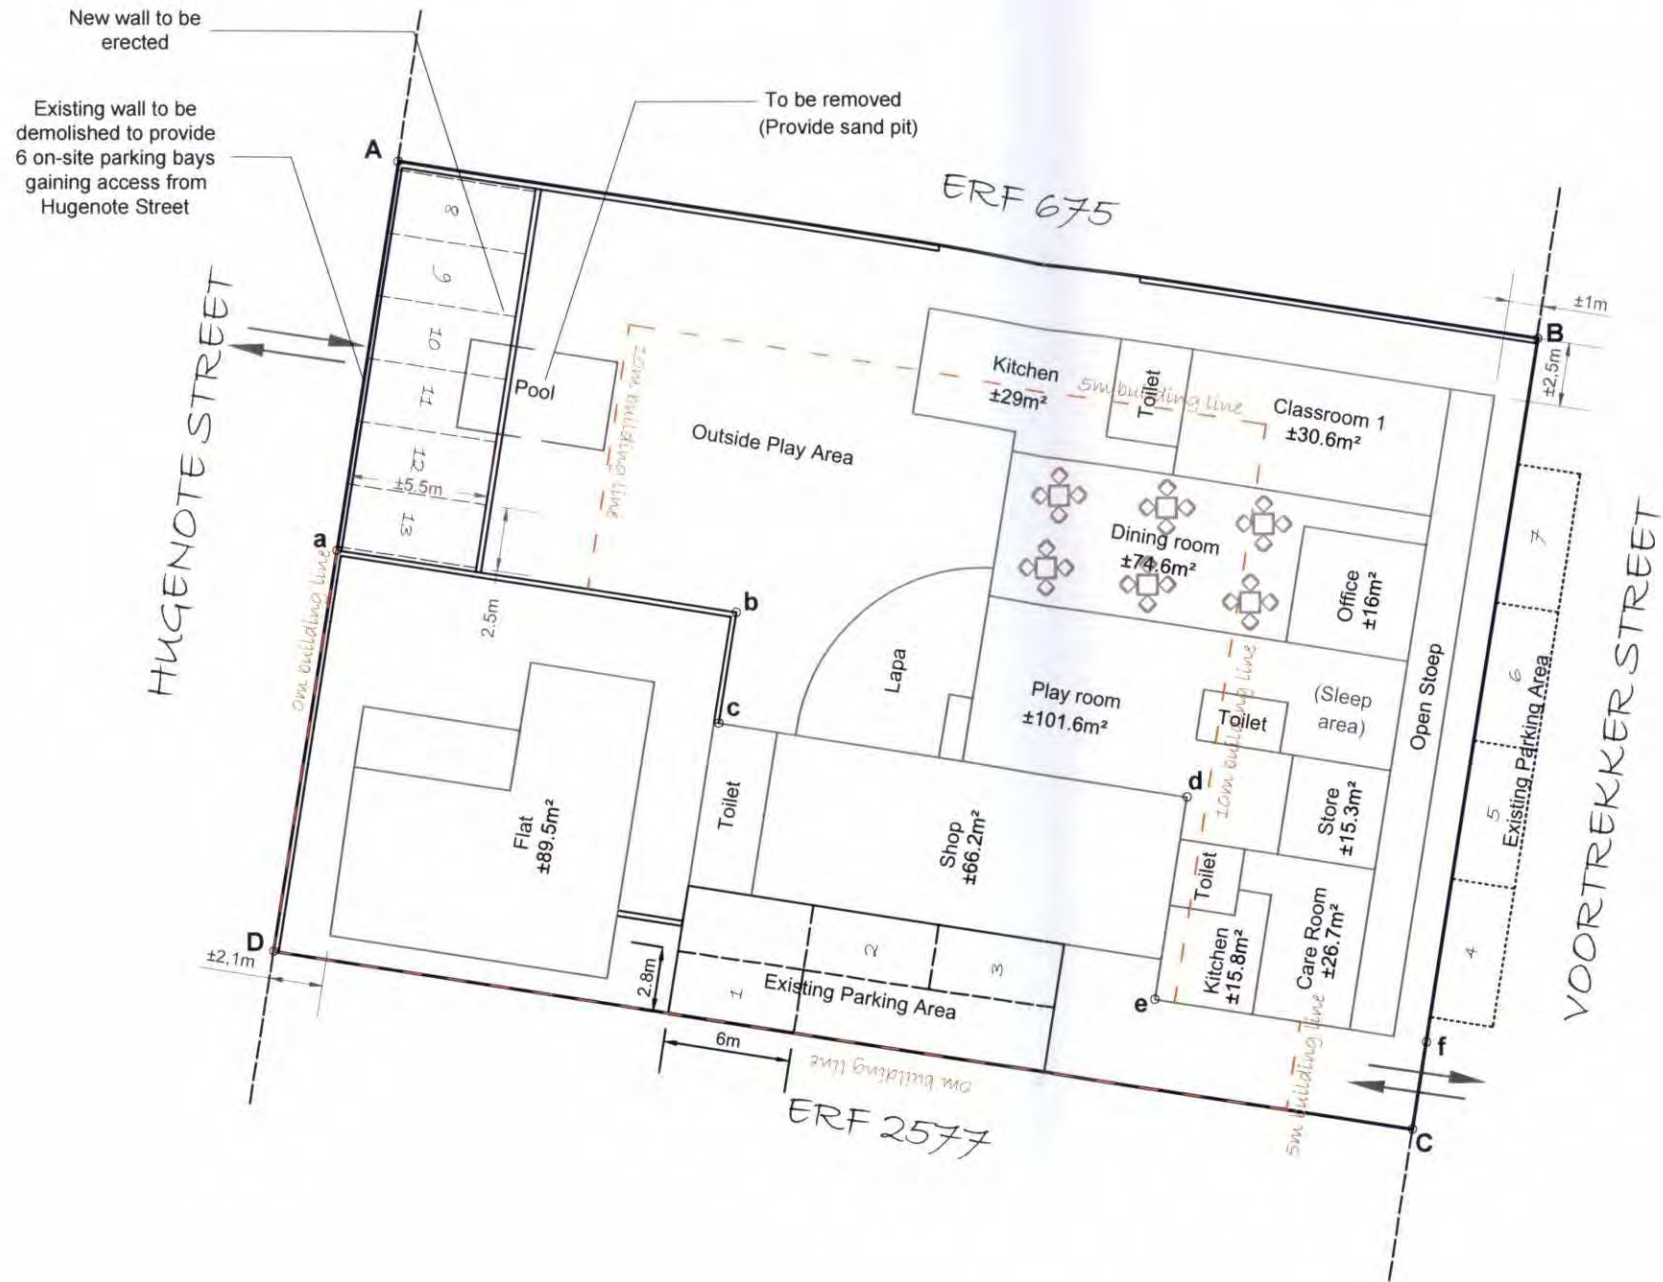 New wall to be
erected
Existing wall to be
demolished to provide
6 on-site parking bays
gaining access from
Hugenote Street
To be removed
(Provide sand pit)
A
ERF 675
B
±1m
±2,5m
HUGENOTE STREET
8
9
10
11
12
±5.5m
13
a
Pool
10m building line
Outside Play Area
Kitchen
±29m²
Toilet
5m building line
Classroom 1
±30.6m²
Dining room
±74.6m²
Office
±16m²
7
6
5
4
Existing Parking Area
VOORTREKKER STREET
0m building line
2.5m
b
c
Lapa
Play room
±101.6m²
Toilet
(Sleep
area)
10m building line
Open Stoep
d
Store
±15.3m²
Flat
±89.5m²
Toilet
Shop
±66.2m²
Toilet
Kitchen
±15.8m²
Care Room
±26.7m²
D
±2,1m
2.8m
1
2
3
Existing Parking Area
6m
0m building line
e
5m building line
f
C
ERF 2577